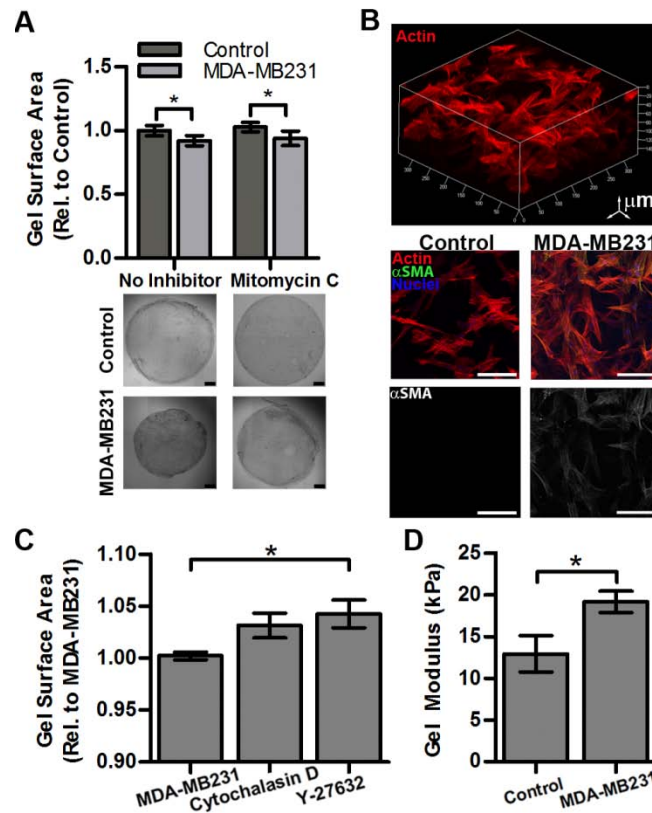 A
Control
MDA-MB231
Gel Surface Area
(Rel. to Control)
1.5
1.0
0.5
0.0
*
*
No Inhibitor Mitomycin C
Control
MDA-MB231
B
Actin
μm
Control MDA-MB231
Actin
αSMA
Nuclei
αSMA
C
Gel Surface Area
(Rel. to MDA-MB231)
1.10
1.05
1.00
0.95
0.90
*
MDA-MB231
Cytochalasin D
Y-27632
D
Gel Modulus (kPa)
25
20
15
10
5
0
*
Control
MDA-MB231